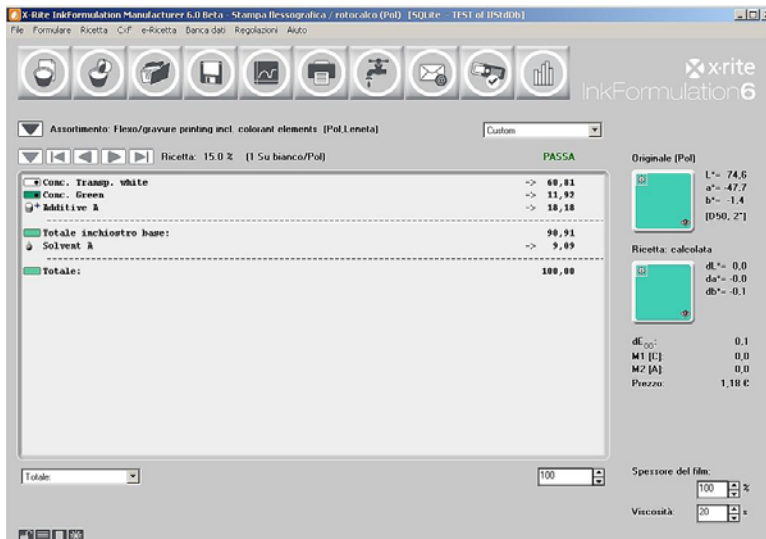 X-Rite InkFormulation Manufacturer 6.0 Beta - Stampa flessografica / rotocalco (Pol) [SQLite - TEST of IFStdDb]
File Formulare Ricetta CxF e-Ricetta Banca dati Regolazioni Aiuto
x-rite
InkFormulation6
Assortimento: Flexo/gravure printing incl. colorant elements (Pol,Leneta)
Custom
Ricetta: 15.0 % (1 Su bianco/Pol)
PASSA
Conc. Transp. white -> 60,81
Conc. Green -> 11,92
Additive A -> 18,18
Totale inchiostro base: 90,91
Solvent A -> 9,09
Totale: 100,00
Originale (Pol)
L*= 74,6
a*= -47.7
b*= -1,4
[D50, 2°]
Ricetta: calcolata
dL*= 0,0
da*= -0.0
db*= -0.1
dE00: 0.1
M1 [C]: 0,0
M2 [A]: 0,0
Prezzo: 1,18 €
Totale:
100
Spessore del film:
100 %
Viscosità: 20 s